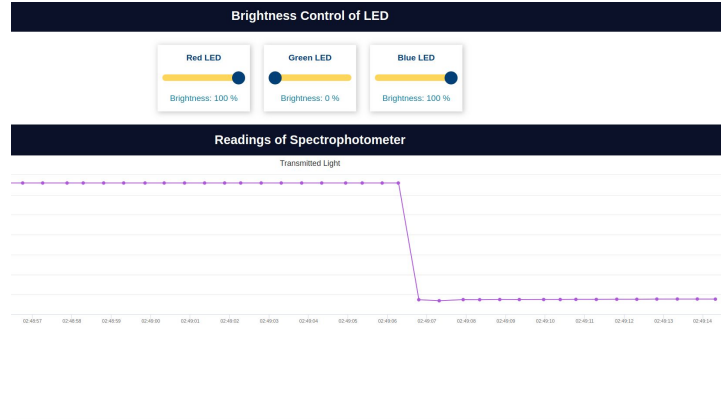 Brightness Control of LED
Red LED
Green LED
Blue LED
Brightness: 100 %
Brightness: 0 %
Brightness: 100 %
Readings of Spectrophotometer
Transmitted Light
02:48:57 02:48:58 02:48:59 02:49:00 02:49:01 02:49:02 02:49:03 02:49:04 02:49:05 02:49:06 02:49:07 02:49:08 02:49:09 02:49:10 02:49:11 02:49:12 02:49:13 02:49:14